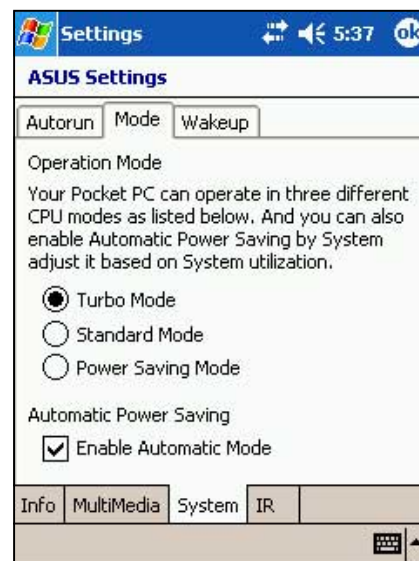 Settings 5:37 ok
ASUS Settings
Autorun Mode Wakeup
Operation Mode
Your Pocket PC can operate in three different
CPU modes as listed below. And you can also
enable Automatic Power Saving by System
adjust it based on System utilization.
Turbo Mode
Standard Mode
Power Saving Mode
Automatic Power Saving
Enable Automatic Mode
Info MultiMedia System IR